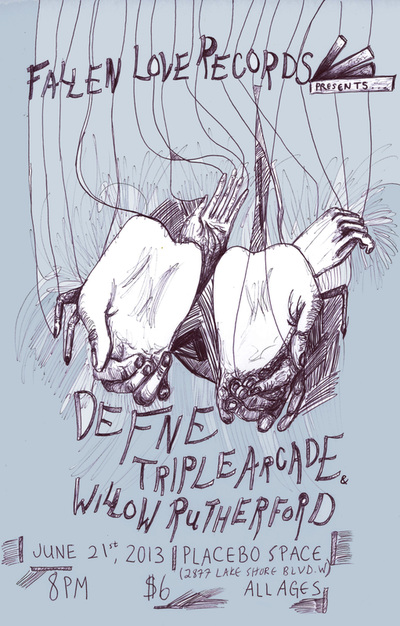 FALLEN LOVE RECORDS
PRESENTS...
DEFNE
TRIPLE ARCADE &
WILLOW RUTHERFORD
JUNE 21st, 2013 | PLACEBO SPACE
(2877 LAKE SHORE BLVD. W)
8PM $6 ALL AGES